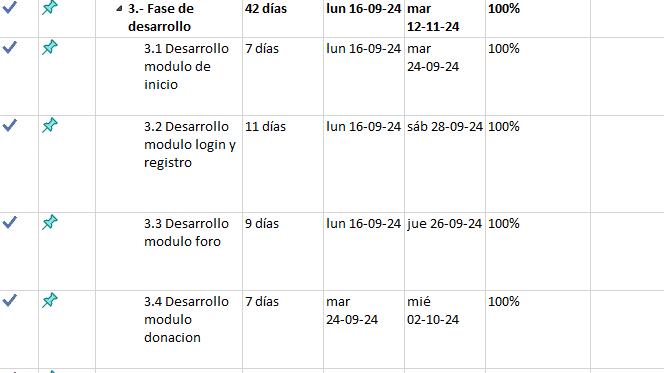 3.- Fase de desarrollo 42 días lun 16-09-24 mar 12-11-24 100%
3.1 Desarrollo modulo de inicio 7 días lun 16-09-24 mar 24-09-24 100%
3.2 Desarrollo modulo login y registro 11 días lun 16-09-24 sáb 28-09-24 100%
3.3 Desarrollo modulo foro 9 días lun 16-09-24 jue 26-09-24 100%
3.4 Desarrollo modulo donacion 7 días mar 24-09-24 mié 02-10-24 100%